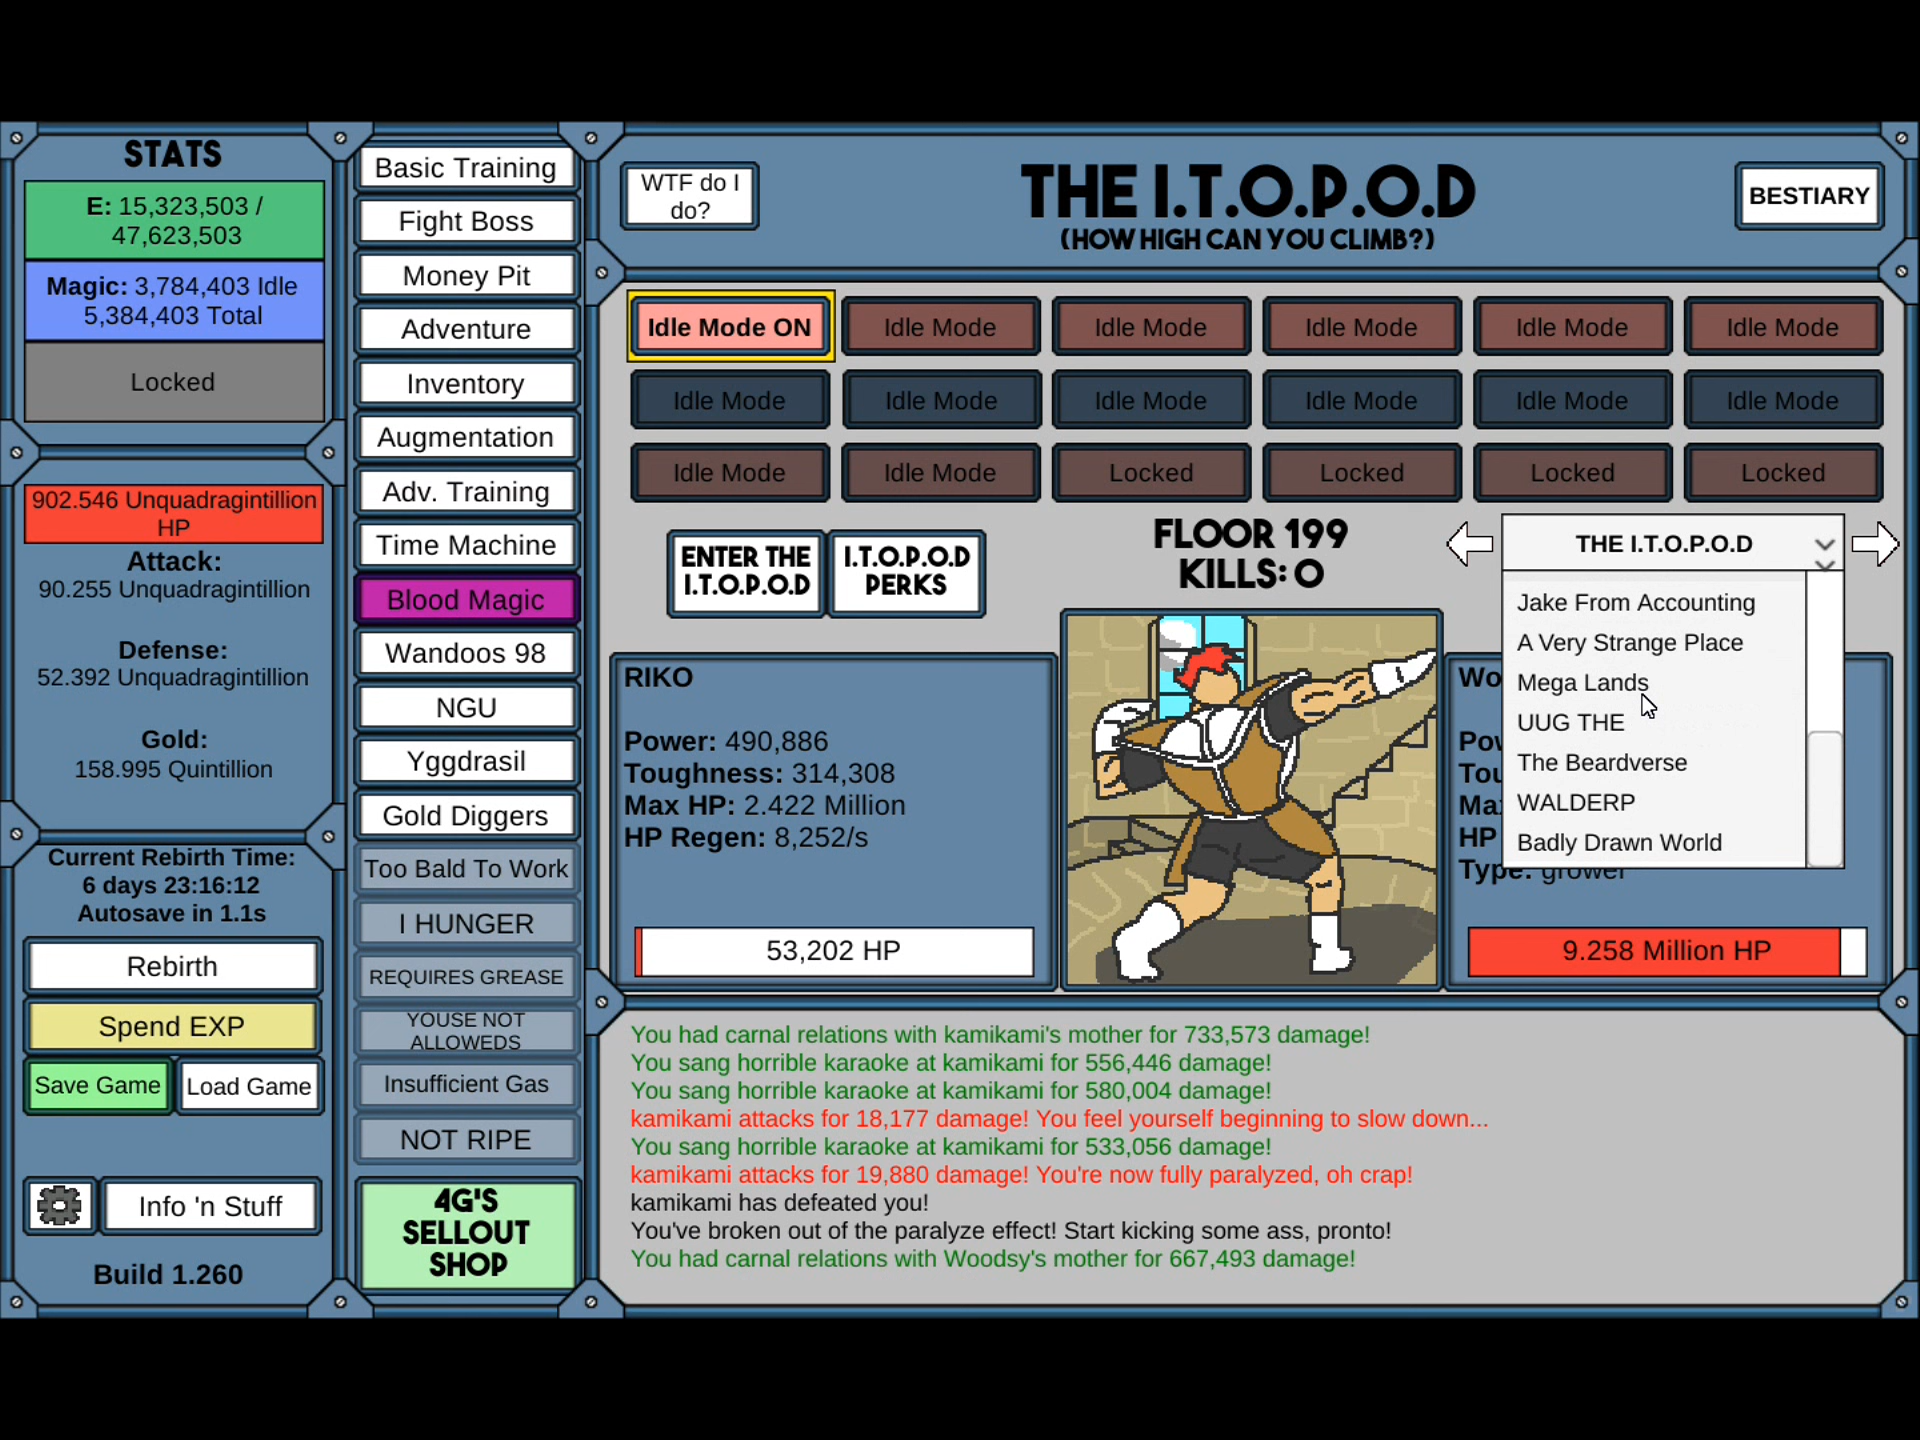 STATS
E: 15,323,503 /
47,623,503
Magic: 3,784,403 Idle
5,384,403 Total
Locked
902.546 Unquadragintillion
HP
Attack:
90.255 Unquadragintillion
Defense:
52.392 Unquadragintillion
Gold:
158.995 Quintillion
Current Rebirth Time:
6 days 23:16:12
Autosave in 1.1s
Rebirth
Spend EXP
Save Game
Load Game
Info 'n Stuff
Build 1.260
Basic Training
Fight Boss
Money Pit
Adventure
Inventory
Augmentation
Adv. Training
Time Machine
Blood Magic
Wandoos 98
NGU
Yggdrasil
Gold Diggers
Too Bald To Work
I HUNGER
REQUIRES GREASE
YOUSE NOT
ALLOWEDS
Insufficient Gas
NOT RIPE
4G'S
SELLOUT
SHOP
WTF do I
do?
THE I.T.O.P.O.D
(HOW HIGH CAN YOU CLIMB?)
BESTIARY
Idle Mode ON
Idle Mode
Idle Mode
Idle Mode
Idle Mode
Idle Mode
Idle Mode
Idle Mode
Idle Mode
Idle Mode
Idle Mode
Idle Mode
Idle Mode
Idle Mode
Locked
Locked
Locked
Locked
ENTER THE
I.T.O.P.O.D
I.T.O.P.O.D
PERKS
FLOOR 199
KILLS: 0
THE I.T.O.P.O.D
Jake From Accounting
A Very Strange Place
Mega Lands
UUG THE
The Beardverse
WALDERP
Badly Drawn World
RIKO
Power: 490,886
Toughness: 314,308
Max HP: 2.422 Million
HP Regen: 8,252/s
53,202 HP
HP
Type: grower
9.258 Million HP
You had carnal relations with kamikami's mother for 733,573 damage!
You sang horrible karaoke at kamikami for 556,446 damage!
You sang horrible karaoke at kamikami for 580,004 damage!
kamikami attacks for 18,177 damage! You feel yourself beginning to slow down...
You sang horrible karaoke at kamikami for 533,056 damage!
kamikami attacks for 19,880 damage! You're now fully paralyzed, oh crap!
kamikami has defeated you!
You've broken out of the paralyze effect! Start kicking some ass, pronto!
You had carnal relations with Woodsy's mother for 667,493 damage!